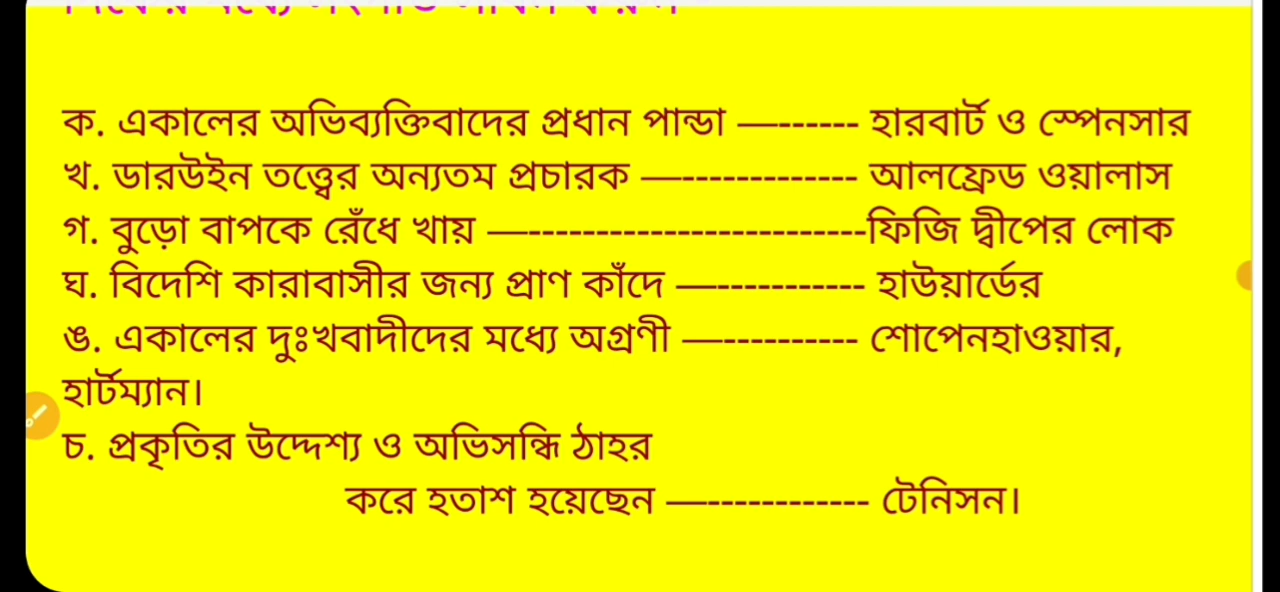 ক. একালের অভিব্যক্তিবাদের প্রধান পান্ডা —------ হারবার্ট ও স্পেনসার
খ. ডারউইন তত্ত্বের অন্যতম প্রচারক —------------- আলফ্রেড ওয়ালাস
গ. বুড়ো বাপকে রেঁধে খায় —-------------------------ফিজি দ্বীপের লোক
ঘ. বিদেশি কারাবাসীর জন্য প্রাণ কাঁদে —----------- হাউয়ার্ডের
ঙ. একালের দুঃখবাদীদের মধ্যে অগ্রণী —---------- শোপেনহাওয়ার,
হার্টম্যান।
চ. প্রকৃতির উদ্দেশ্য ও অভিসন্ধি ঠাহর
করে হতাশ হয়েছেন —------------ টেনিসন।